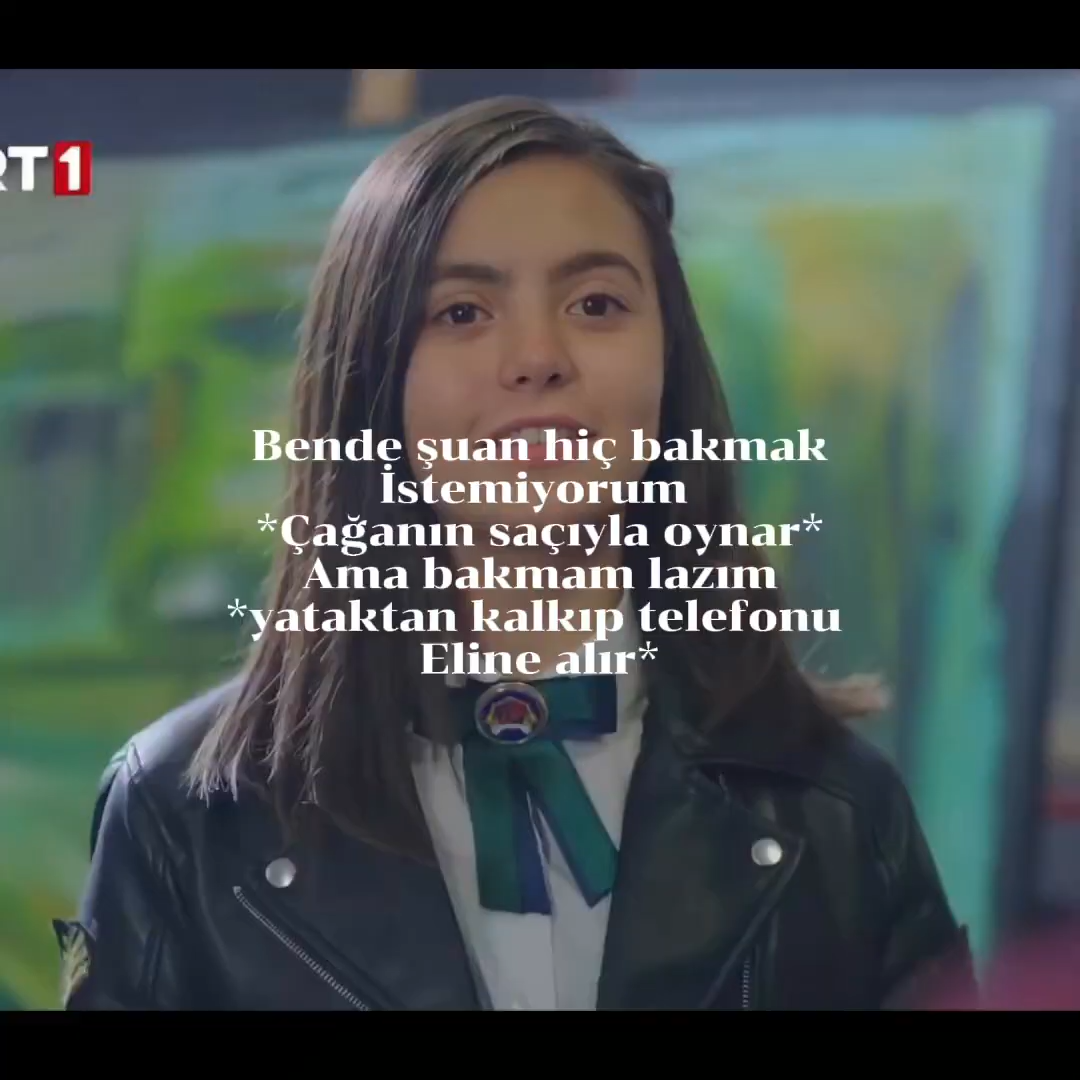 RT1
Bende şuan hiç bakmak
İstemiyorum
*Çağanın saçıyla oynar*
Ama bakmam lazım
*yataktan kalkıp telefonu
Eline alır*